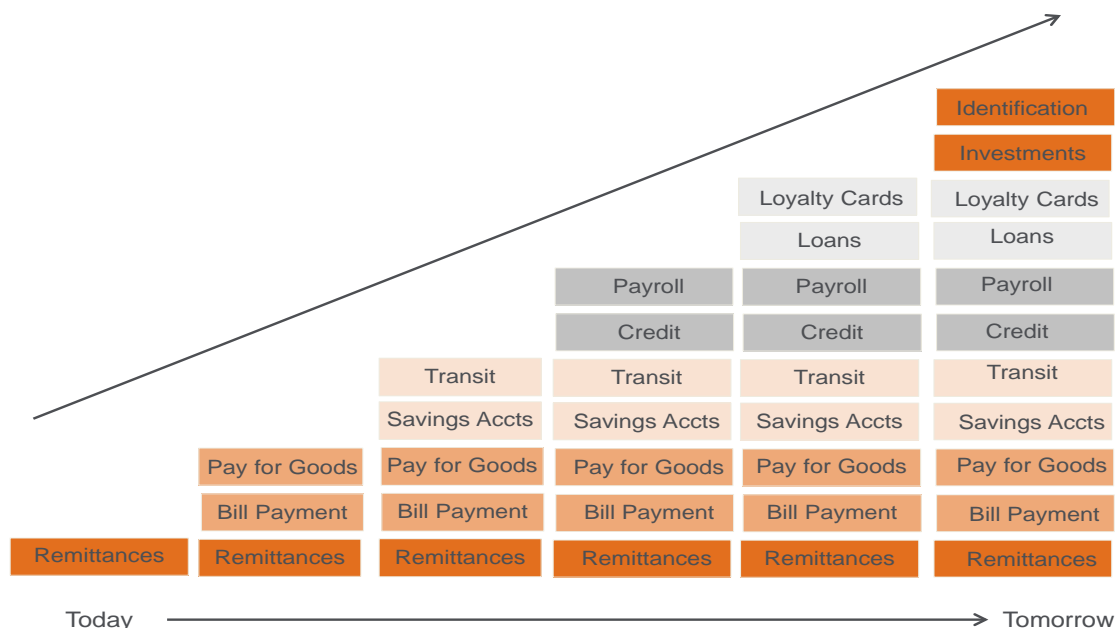 Identification
Investments
Loyalty Cards Loyalty Cards
Loans Loans
Payroll Payroll Payroll
Credit Credit Credit
Transit Transit Transit Transit
Savings Accts Savings Accts Savings Accts Savings Accts
Pay for Goods Pay for Goods Pay for Goods Pay for Goods Pay for Goods
Bill Payment Bill Payment Bill Payment Bill Payment Bill Payment
Remittances Remittances Remittances Remittances Remittances Remittances
Today Tomorrow